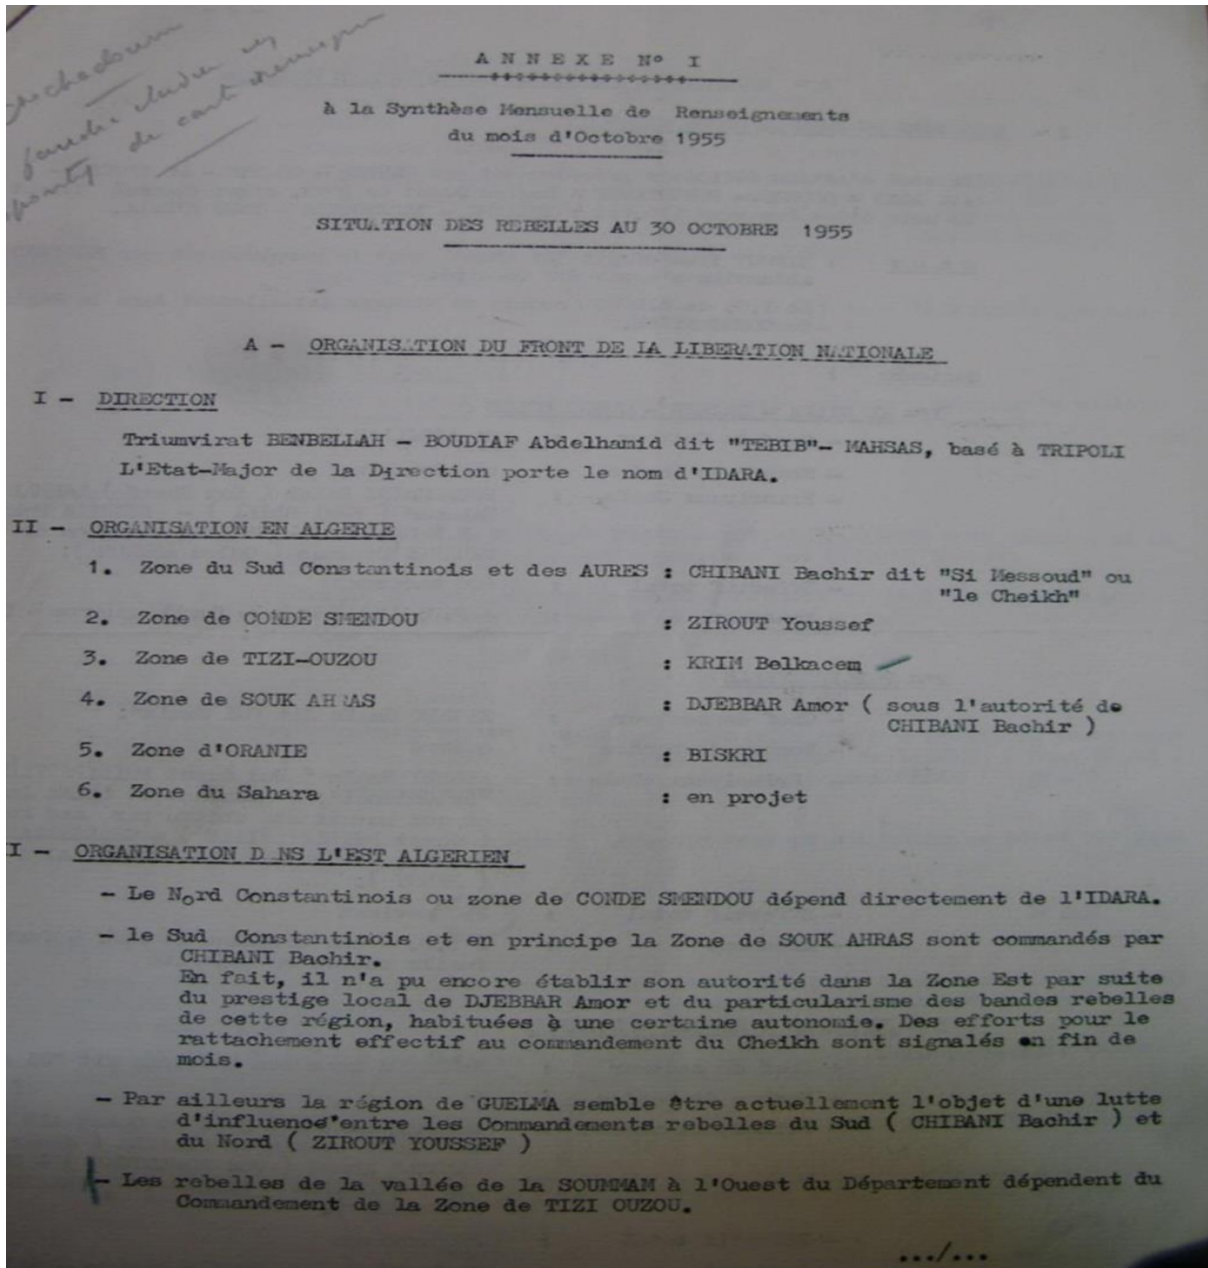 ANNEXE N° I
à la Synthèse Mensuelle de Renseignements
du mois d'Octobre 1955
SITUATION DES REBELLES AU 30 OCTOBRE 1955
A - ORGANISATION DU FRONT DE LA LIBERATION NATIONALE
I - DIRECTION
Triumvirat BENBELLAH - BOUDIAF Abdelhamid dit "TEBIB"- MAHSAS, basé à TRIPOLI
L'Etat-Major de la Direction porte le nom d'IDARA.
II - ORGANISATION EN ALGERIE
1. Zone du Sud Constantinois et des AURES : CHIBANI Bachir dit "Si Messoud" ou
"le Cheikh"
2. Zone de CONDE SMENDOU : ZIROUT Youssef
3. Zone de TIZI-OUZOU : KRIM Belkacem
4. Zone de SOUK AHRAS : DJEBBAR Amor ( sous l'autorité de
CHIBANI Bachir )
5. Zone d'ORANIE : BISKRI
6. Zone du Sahara : en projet
I - ORGANISATION D NS L'EST ALGERIEN
- Le Nord Constantinois ou zone de CONDE SMENDOU dépend directement de l'IDARA.
- le Sud Constantinois et en principe la Zone de SOUK AHRAS sont commandés par
CHIBANI Bachir.
En fait, il n'a pu encore établir son autorité dans la Zone Est par suite
du prestige local de DJEBBAR Amor et du particularisme des bandes rebelles
de cette région, habituées à une certaine autonomie. Des efforts pour le
rattachement effectif au commandement du Cheikh sont signalés en fin de
mois.
- Par ailleurs la région de GUELMA semble être actuellement l'objet d'une lutte
d'influence entre les Commandements rebelles du Sud ( CHIBANI Bachir ) et
du Nord ( ZIROUT YOUSSEF )
- Les rebelles de la vallée de la SOUMMAM à l'Ouest du Département dépendent du
Commandement de la Zone de TIZI OUZOU.
.../...